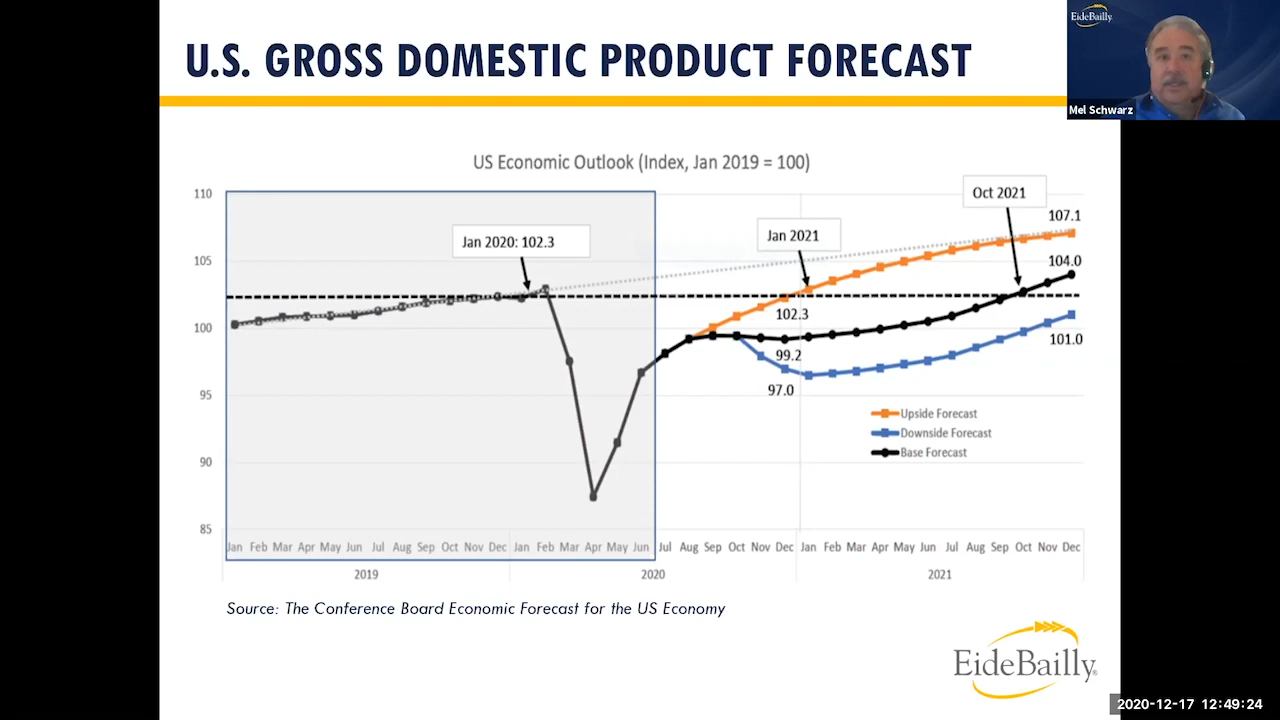 U.S. GROSS DOMESTIC PRODUCT FORECAST
EideBailly
Mel Schwarz
US Economic Outlook (Index, Jan 2019 = 100)
110
105
100
95
90
85
Jan 2020: 102.3
Jan 2021
Oct 2021
107.1
104.0
102.3
99.2
97.0
101.0
Upside Forecast
Downside Forecast
Base Forecast
Jan Feb Mar Apr May Jun Jul Aug Sep Oct Nov Dec Jan Feb Mar Apr May Jun Jul Aug Sep Oct Nov Dec Jan Feb Mar Apr May Jun Jul Aug Sep Oct Nov Dec
2019 2020 2021
Source: The Conference Board Economic Forecast for the US Economy
EideBailly®
2020-12-17 12:49:24